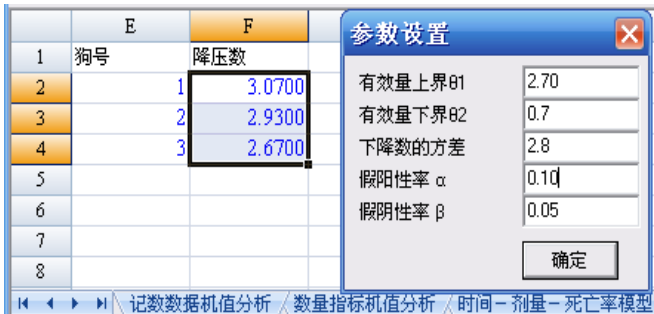 E F
1 狗号 降压数
2 1 3.0700
3 2 2.9300
4 3 2.6700
5
6
7
8
记数数据机值分析 数量指标机值分析 时间－剂量－死亡率模型
参数设置
有效量上界θ1 2.70
有效量下界θ2 0.7
下降数的方差 2.8
假阳性率 α 0.10
假阴性率 β 0.05
确定